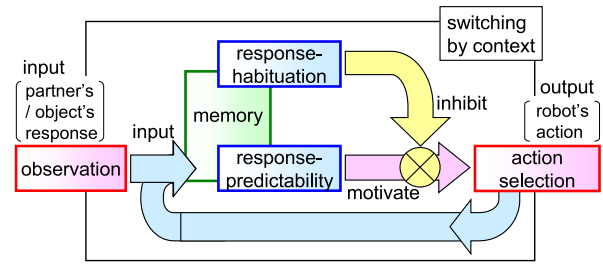 switching
by context
input
partner's
/ object's
response
observation
input
memory
response-
habituation
response-
predictability
inhibit
motivate
output
robot's
action
action
selection